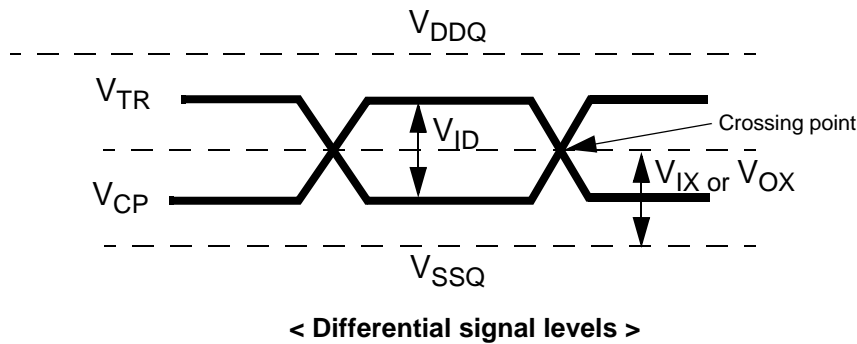 VDDQ
VTR
VID
Crossing point
VCP
VIX or VOX
VSSQ
< Differential signal levels >